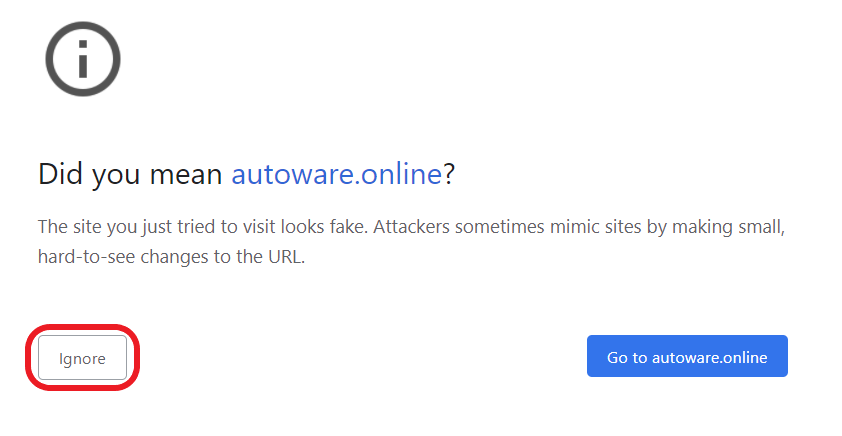 Did you mean autoware.online?
The site you just tried to visit looks fake. Attackers sometimes mimic sites by making small,
hard-to-see changes to the URL.
Ignore
Go to autoware.online